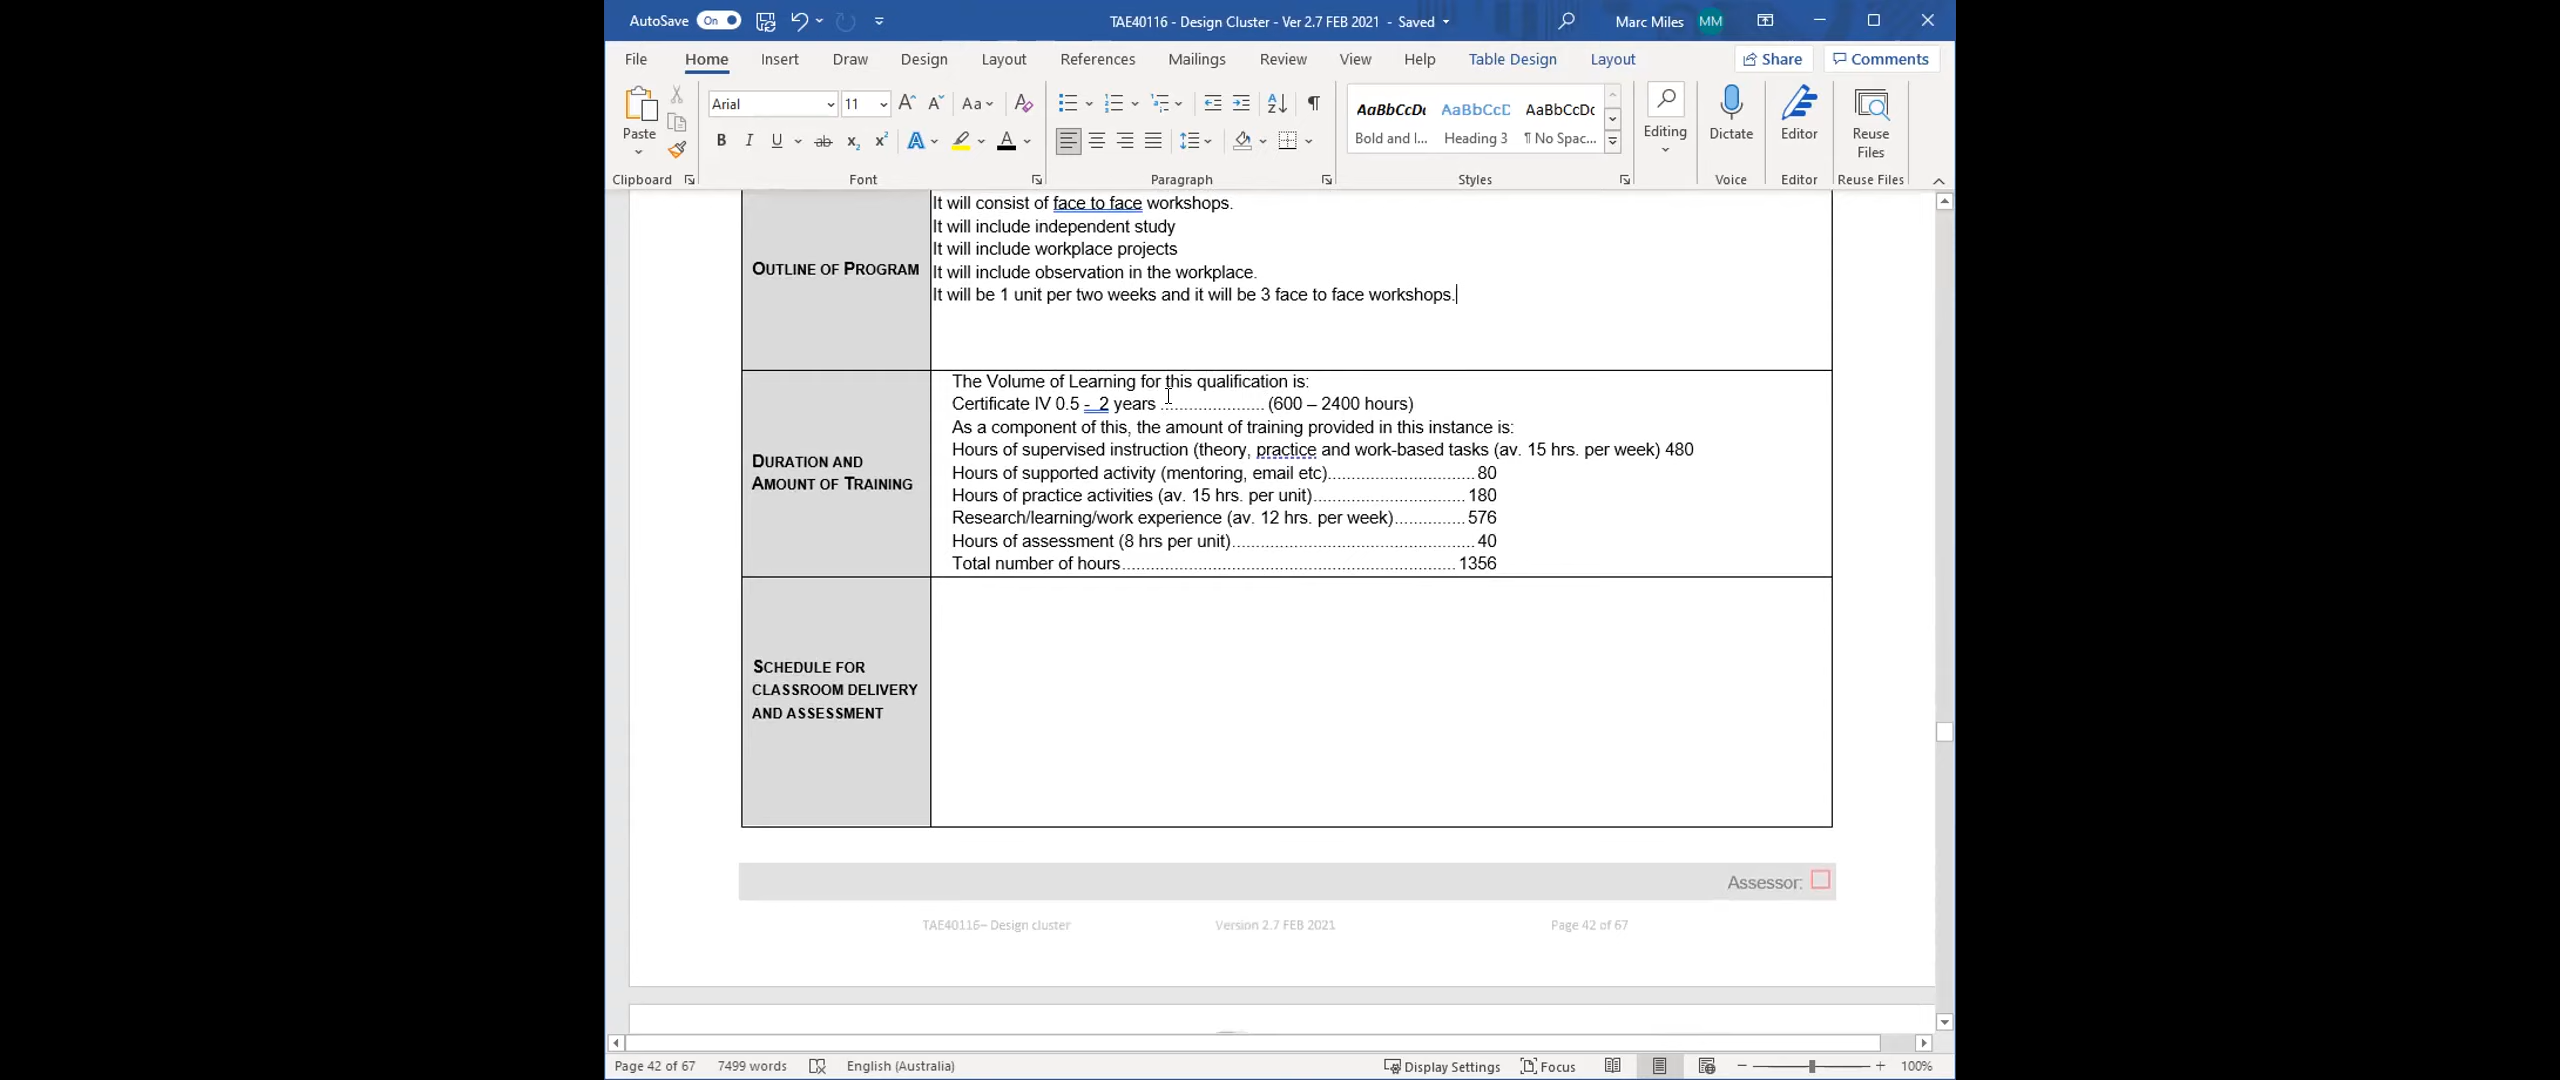 AutoSave On TAE40116 - Design Cluster - Ver 2.7 FEB 2021 - Saved Marc Miles MM
File Home Insert Draw Design Layout References Mailings Review View Help Table Design Layout Share Comments
Arial 11 Aa AaBbCcDc AaBbCcD AaBbCcDc
Paste B I U ab x₂ x² A A Bold and I... Heading 3 ¶ No Spac... Editing Dictate Editor Reuse Files
Clipboard Font Paragraph Styles Voice Editor Reuse Files
It will consist of face to face workshops.
It will include independent study
It will include workplace projects
OUTLINE OF PROGRAM It will include observation in the workplace.
It will be 1 unit per two weeks and it will be 3 face to face workshops.
The Volume of Learning for this qualification is:
Certificate IV 0.5 - 2 years ...................... (600 – 2400 hours)
As a component of this, the amount of training provided in this instance is:
Hours of supervised instruction (theory, practice and work-based tasks (av. 15 hrs. per week) 480
DURATION AND
AMOUNT OF TRAINING
Hours of supported activity (mentoring, email etc)............................... 80
Hours of practice activities (av. 15 hrs. per unit)................................ 180
Research/learning/work experience (av. 12 hrs. per week)............... 576
Hours of assessment (8 hrs per unit).................................................... 40
Total number of hours....................................................................... 1356
SCHEDULE FOR
CLASSROOM DELIVERY
AND ASSESSMENT
Assessor:
TAE40116– Design cluster Version 2.7 FEB 2021 Page 42 of 67
Page 42 of 67 7499 words English (Australia) Display Settings Focus 100%